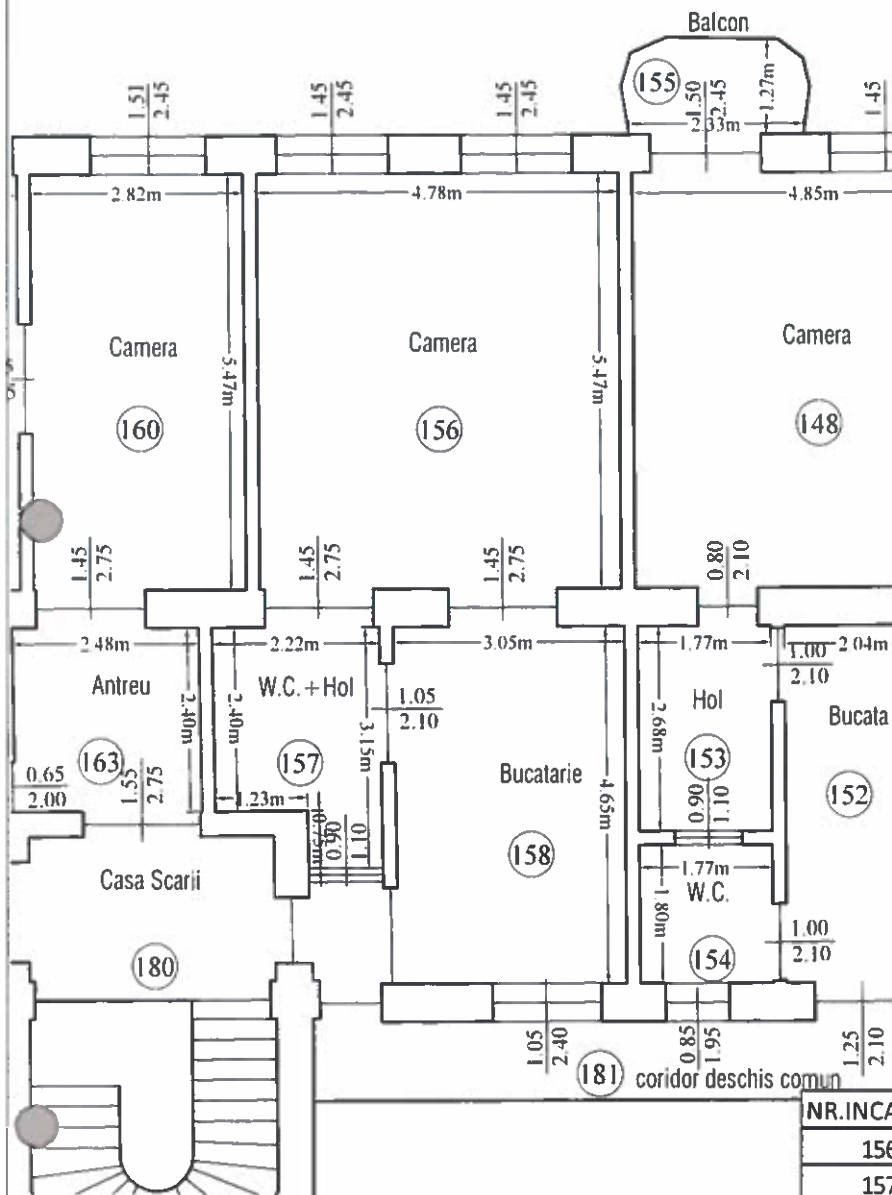 Balcon
155
1.51
2.45
1.45
2.45
1.45
2.45
1.50
2.45
1.27m
2.33m
1.45
2.82m
4.78m
4.85m
Camera
5.47m
160
Camera
5.47m
156
Camera
148
1.45
2.75
1.45
2.75
1.45
2.75
0.80
2.10
2.48m
2.22m
3.05m
1.77m
1.00
2.10
2.04m
Antreu
2.40m
163
0.65
2.00
1.55
2.75
W.C.+Hol
2.40m
3.15m
157
1.23m
0.90
1.10
1.05
2.10
Bucatarie
4.65m
158
Hol
2.68m
153
0.90
1.10
Bucata
152
Casa Scarii
180
1.77m
W.C.
1.80m
154
1.00
2.10
1.05
2.40
0.85
1.95
1.25
2.10
181 coridor deschis comun
NR.INCA
156
157